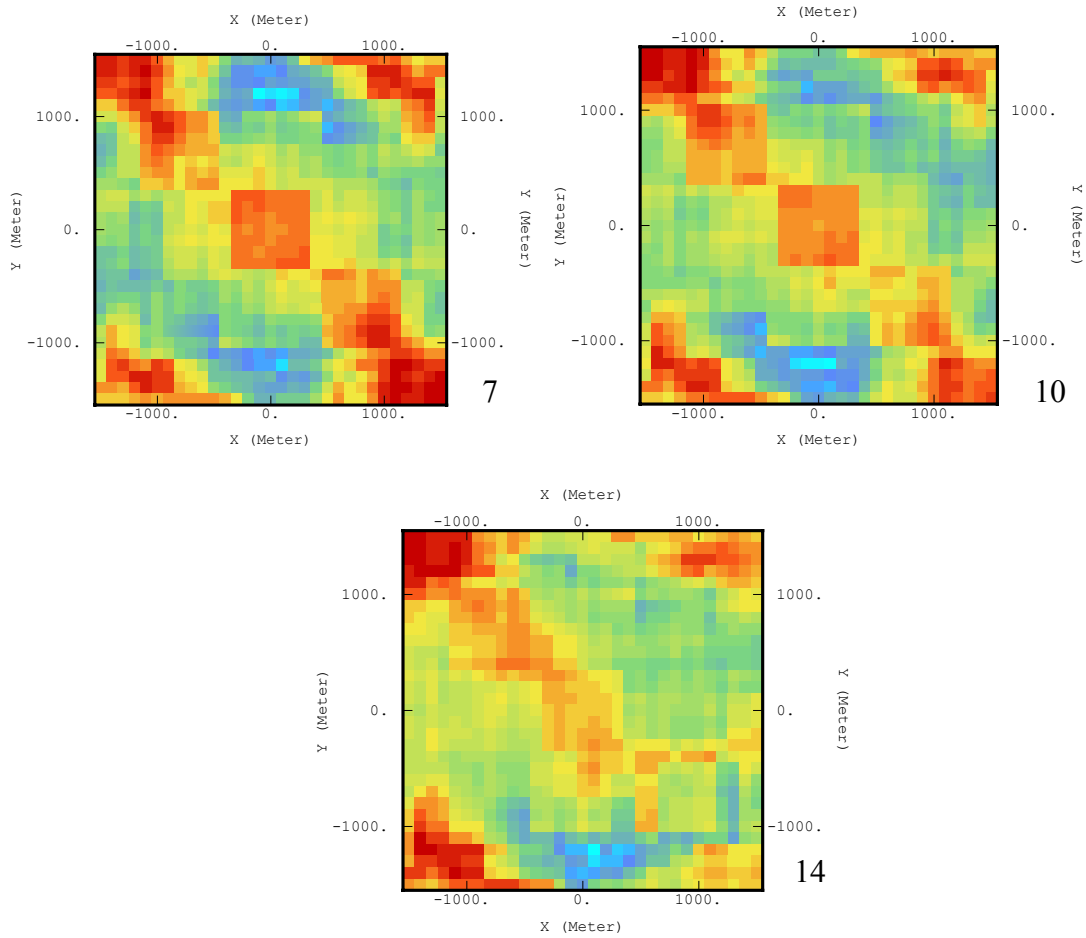 X (Meter)
-1000. 0. 1000.
1000. 1000.
Y (Meter) 0. 0. Y (Meter)
-1000. -1000.
-1000. 0. 1000.
X (Meter)
7
X (Meter)
-1000. 0. 1000.
1000. 1000.
Y (Meter) 0. 0. Y (Meter)
-1000. -1000.
-1000. 0. 1000.
X (Meter)
10
X (Meter)
-1000. 0. 1000.
1000. 1000.
Y (Meter) 0. 0. Y (Meter)
-1000. -1000.
-1000. 0. 1000.
X (Meter)
14